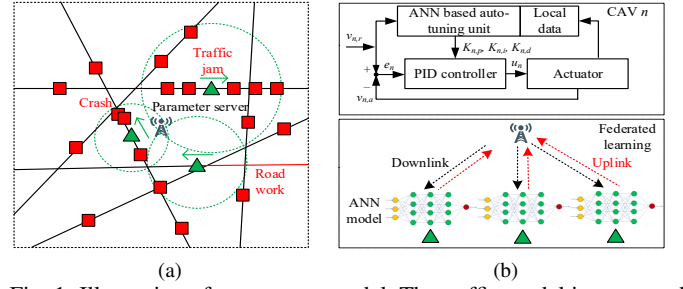 Traffic
jam
Crash
Parameter server
Road
work
(a)
ANN based auto-
tuning unit
Local
data
CAV n
v_{n,r}
K_{n,p}, K_{n,i}, K_{n,d}
+
e_n
PID controller
u_n
Actuator
−
v_{n,a}
Federated
learning
Downlink
Uplink
ANN
model
(b)